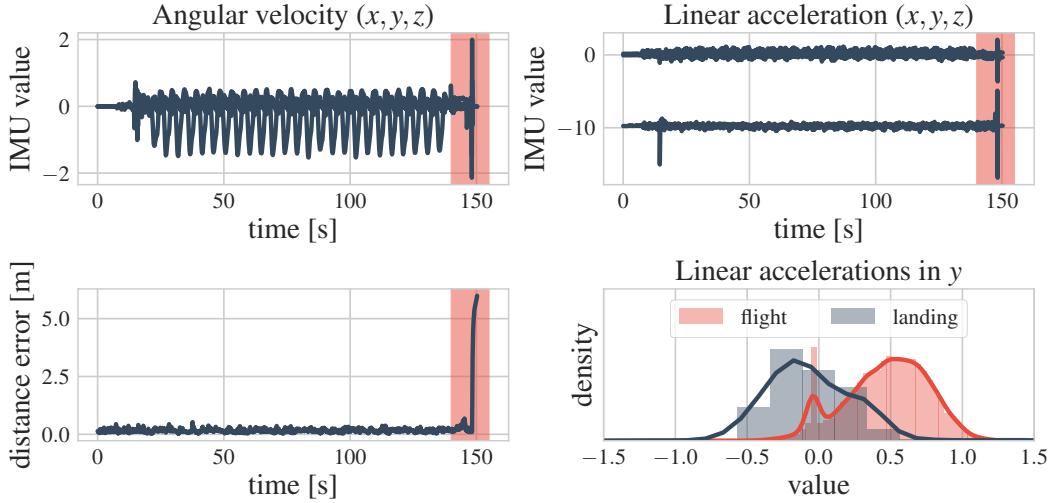 Angular velocity (x, y, z)
IMU value
2
0
−2
0
50
100
150
time [s]
Linear acceleration (x, y, z)
IMU value
0
−10
0
50
100
150
time [s]
distance error [m]
5.0
2.5
0.0
0
50
100
150
time [s]
Linear accelerations in y
flight
landing
density
−1.5
−1.0
−0.5
0.0
0.5
1.0
1.5
value